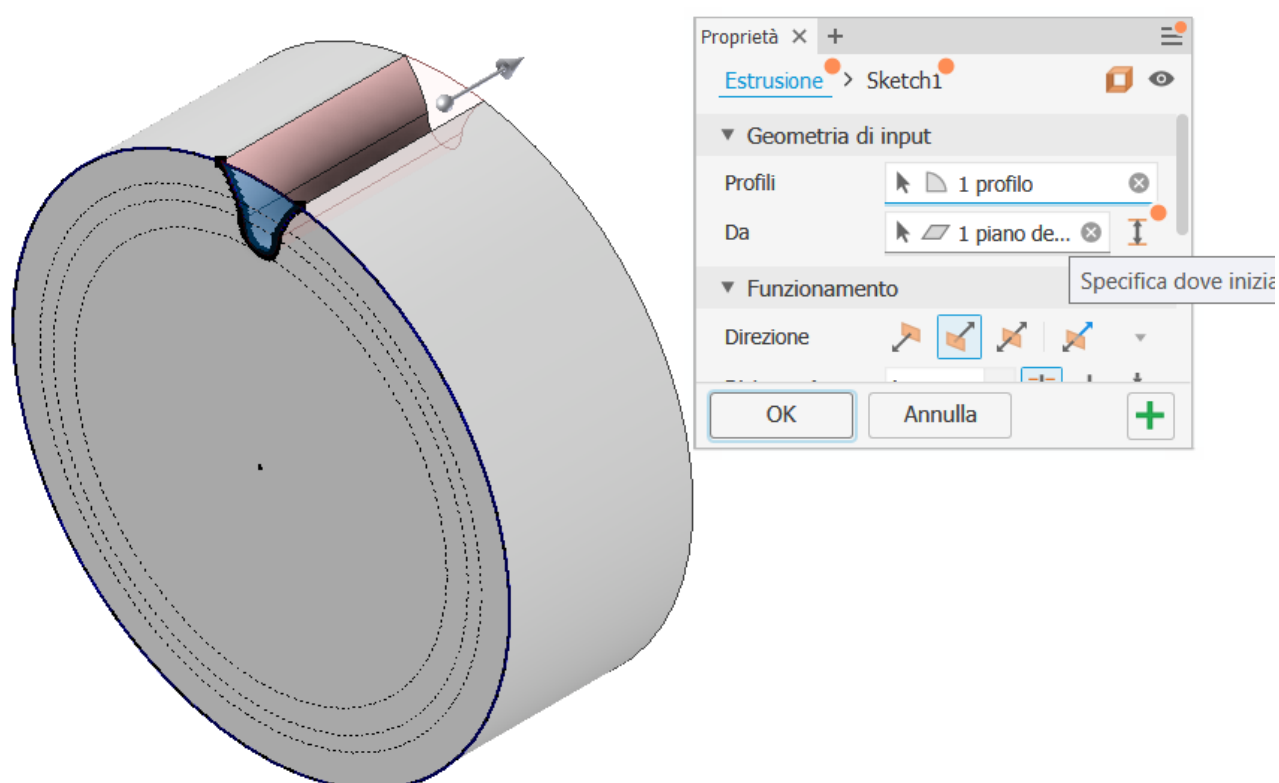 Proprietà
Estrusione > Sketch1
Geometria di input
Profili 1 profilo
Da 1 piano de...
Specifica dove inizia
Funzionamento
Direzione
OK Annulla